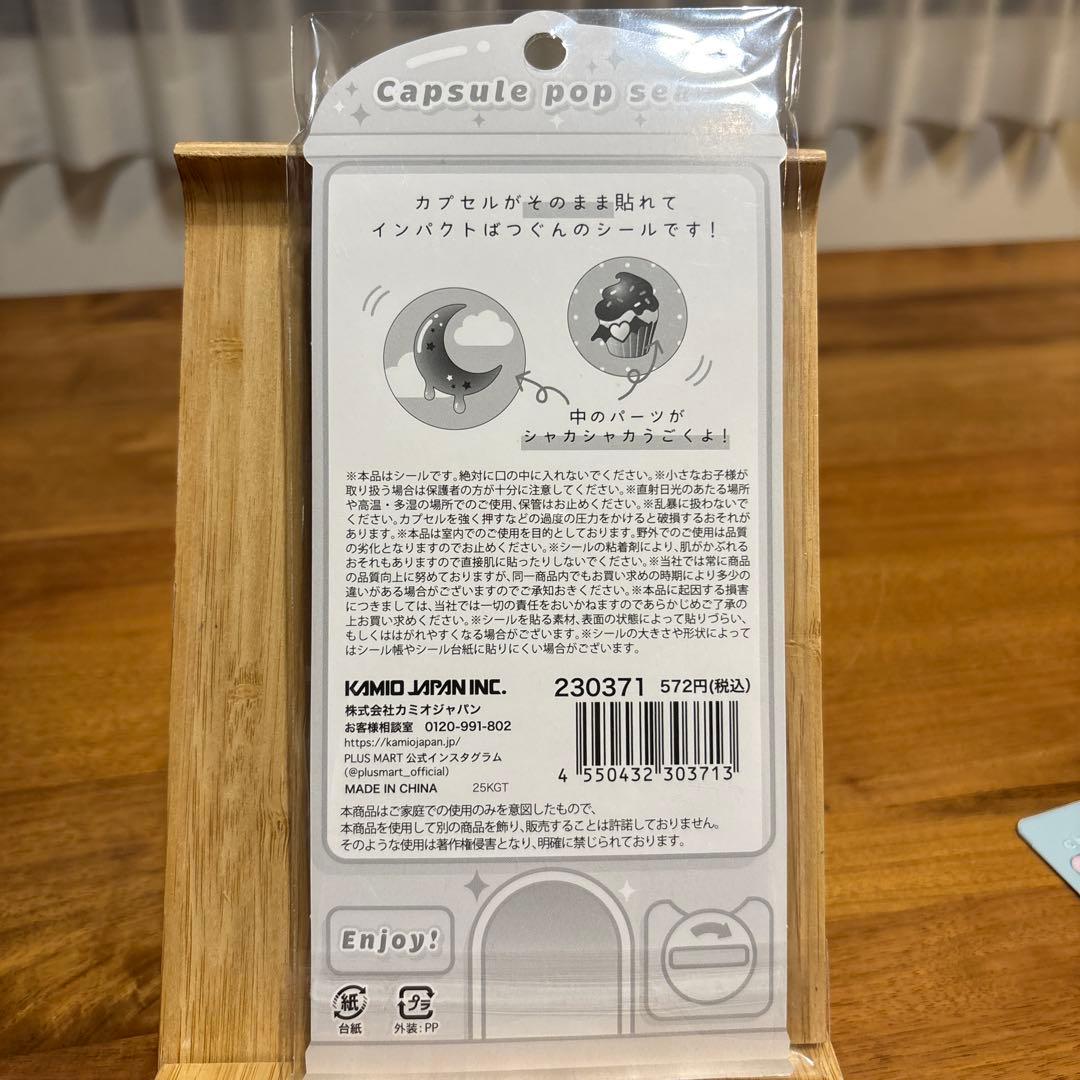 Capsule pop sea
カプセルがそのまま貼れて
インパクトばつぐんのシールです!
中のパーツが
シャカシャカうごくよ!
※本品はシールです。絶対に口の中に入れないでください。※小さなお子様が
取り扱う場合は保護者の方が十分に注意してください。※直射日光のあたる場所
や高温・多湿の場所でのご使用、保管はお止めください。※乱暴に扱わないで
ください。カプセルを強く押すなどの過度の圧力をかけると破損するおそれが
あります。※本品は室内でのご使用を目的としております。野外でのご使用は品質
の劣化となりますのでお止めください。※シールの粘着剤により、肌がかぶれる
おそれもありますので直接肌に貼ったりしないでください。※当社では常に商品
の品質向上に努めておりますが、同一商品内でもお買い求めの時期により多少の
違いがある場合がございますのでご承知おきください。※本品に起因する損害
につきましては、当社では一切の責任をおいかねますのであらかじめご了承の
上お買い求めください。※シールを貼る素材、表面の状態によって貼りづらい、
もしくははがれやすくなる場合がございます。※シールの大きさや形状によって
はシール帳やシール台紙に貼りにくい場合がございます。
KAMIO JAPAN INC.
株式会社カミオジャパン
お客様相談室 0120-991-802
https://kamiojapan.jp/
PLUS MART 公式インスタグラム
(@plusmart_official)
MADE IN CHINA 25KGT
230371 572円(税込)
4 550432 303713
本商品はご家庭での使用のみを意図したもので、
本商品を使用して別の商品を飾り、販売することは許諾しておりません。
そのような使用は著作権侵害となり、明確に禁じられております。
Enjoy!
紙
台紙
プラ
外装:PP